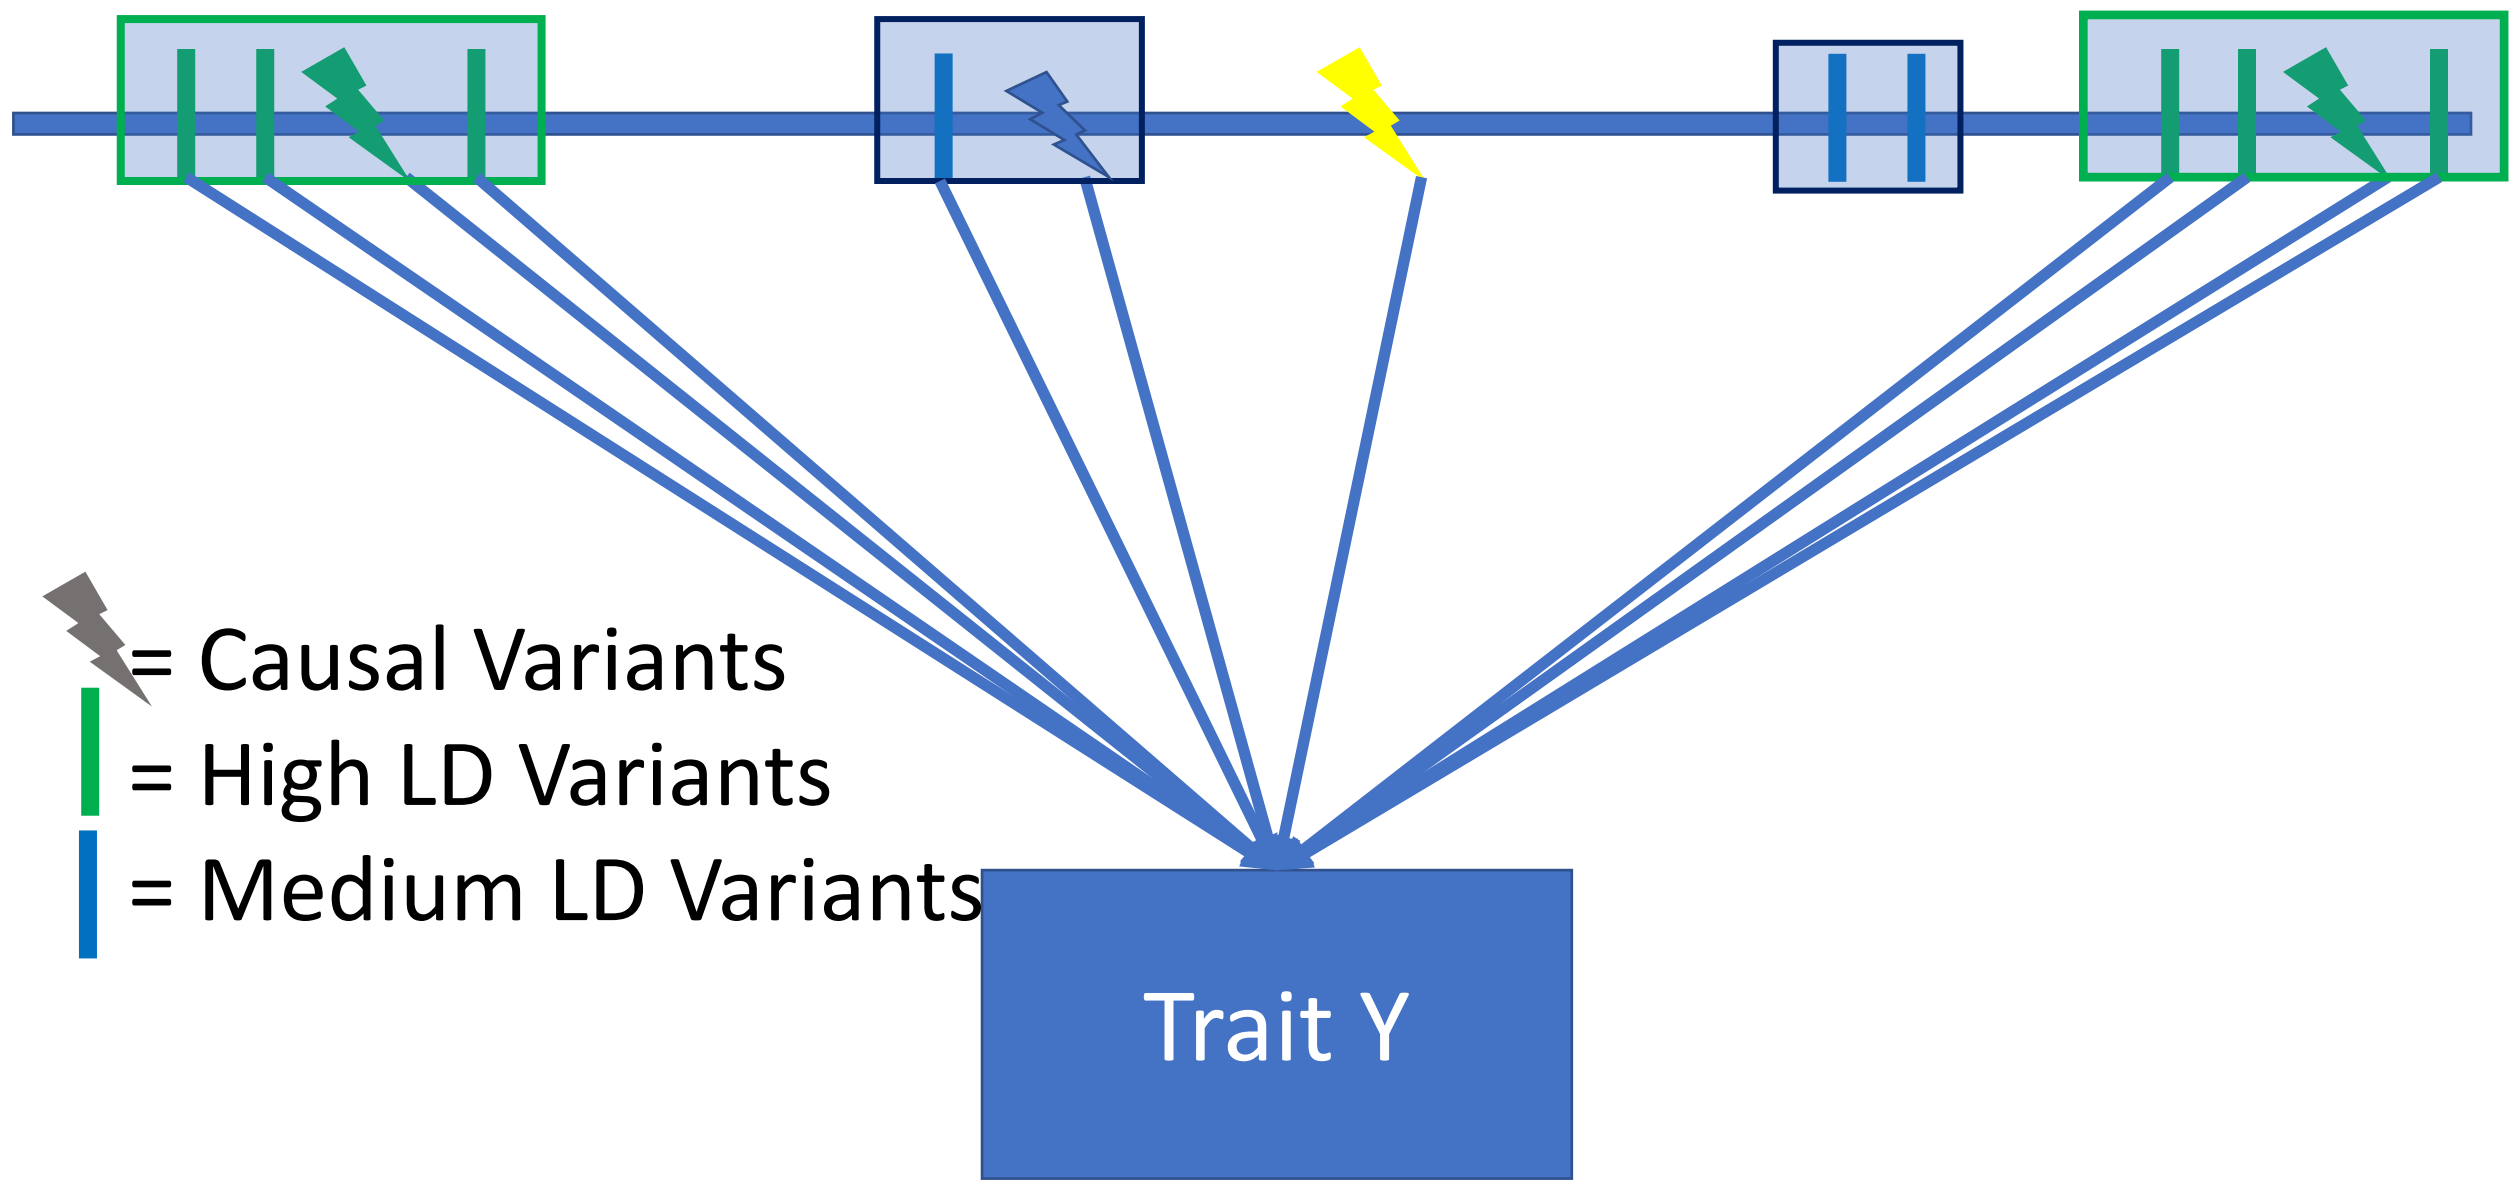 = Causal Variants
= High LD Variants
= Medium LD Variants
Trait Y